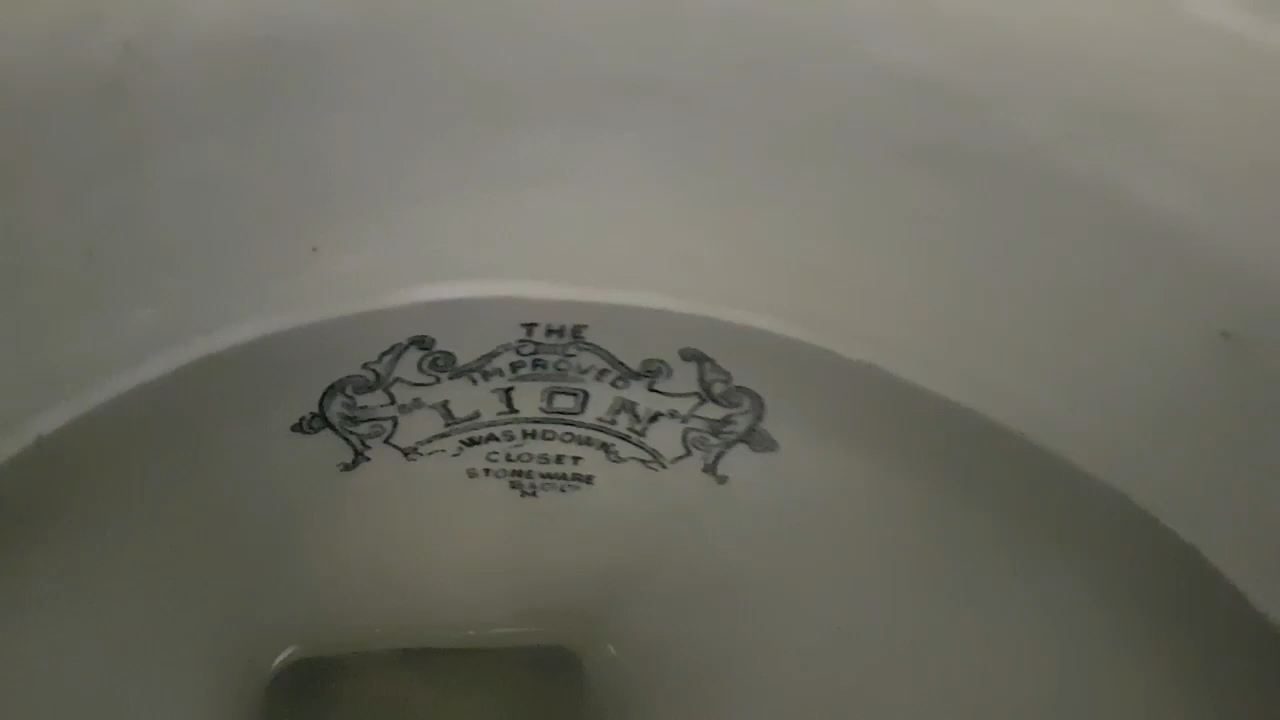 THE
IMPROVED
"LION"
WASHDOWN
CLOSET
STONEWARE